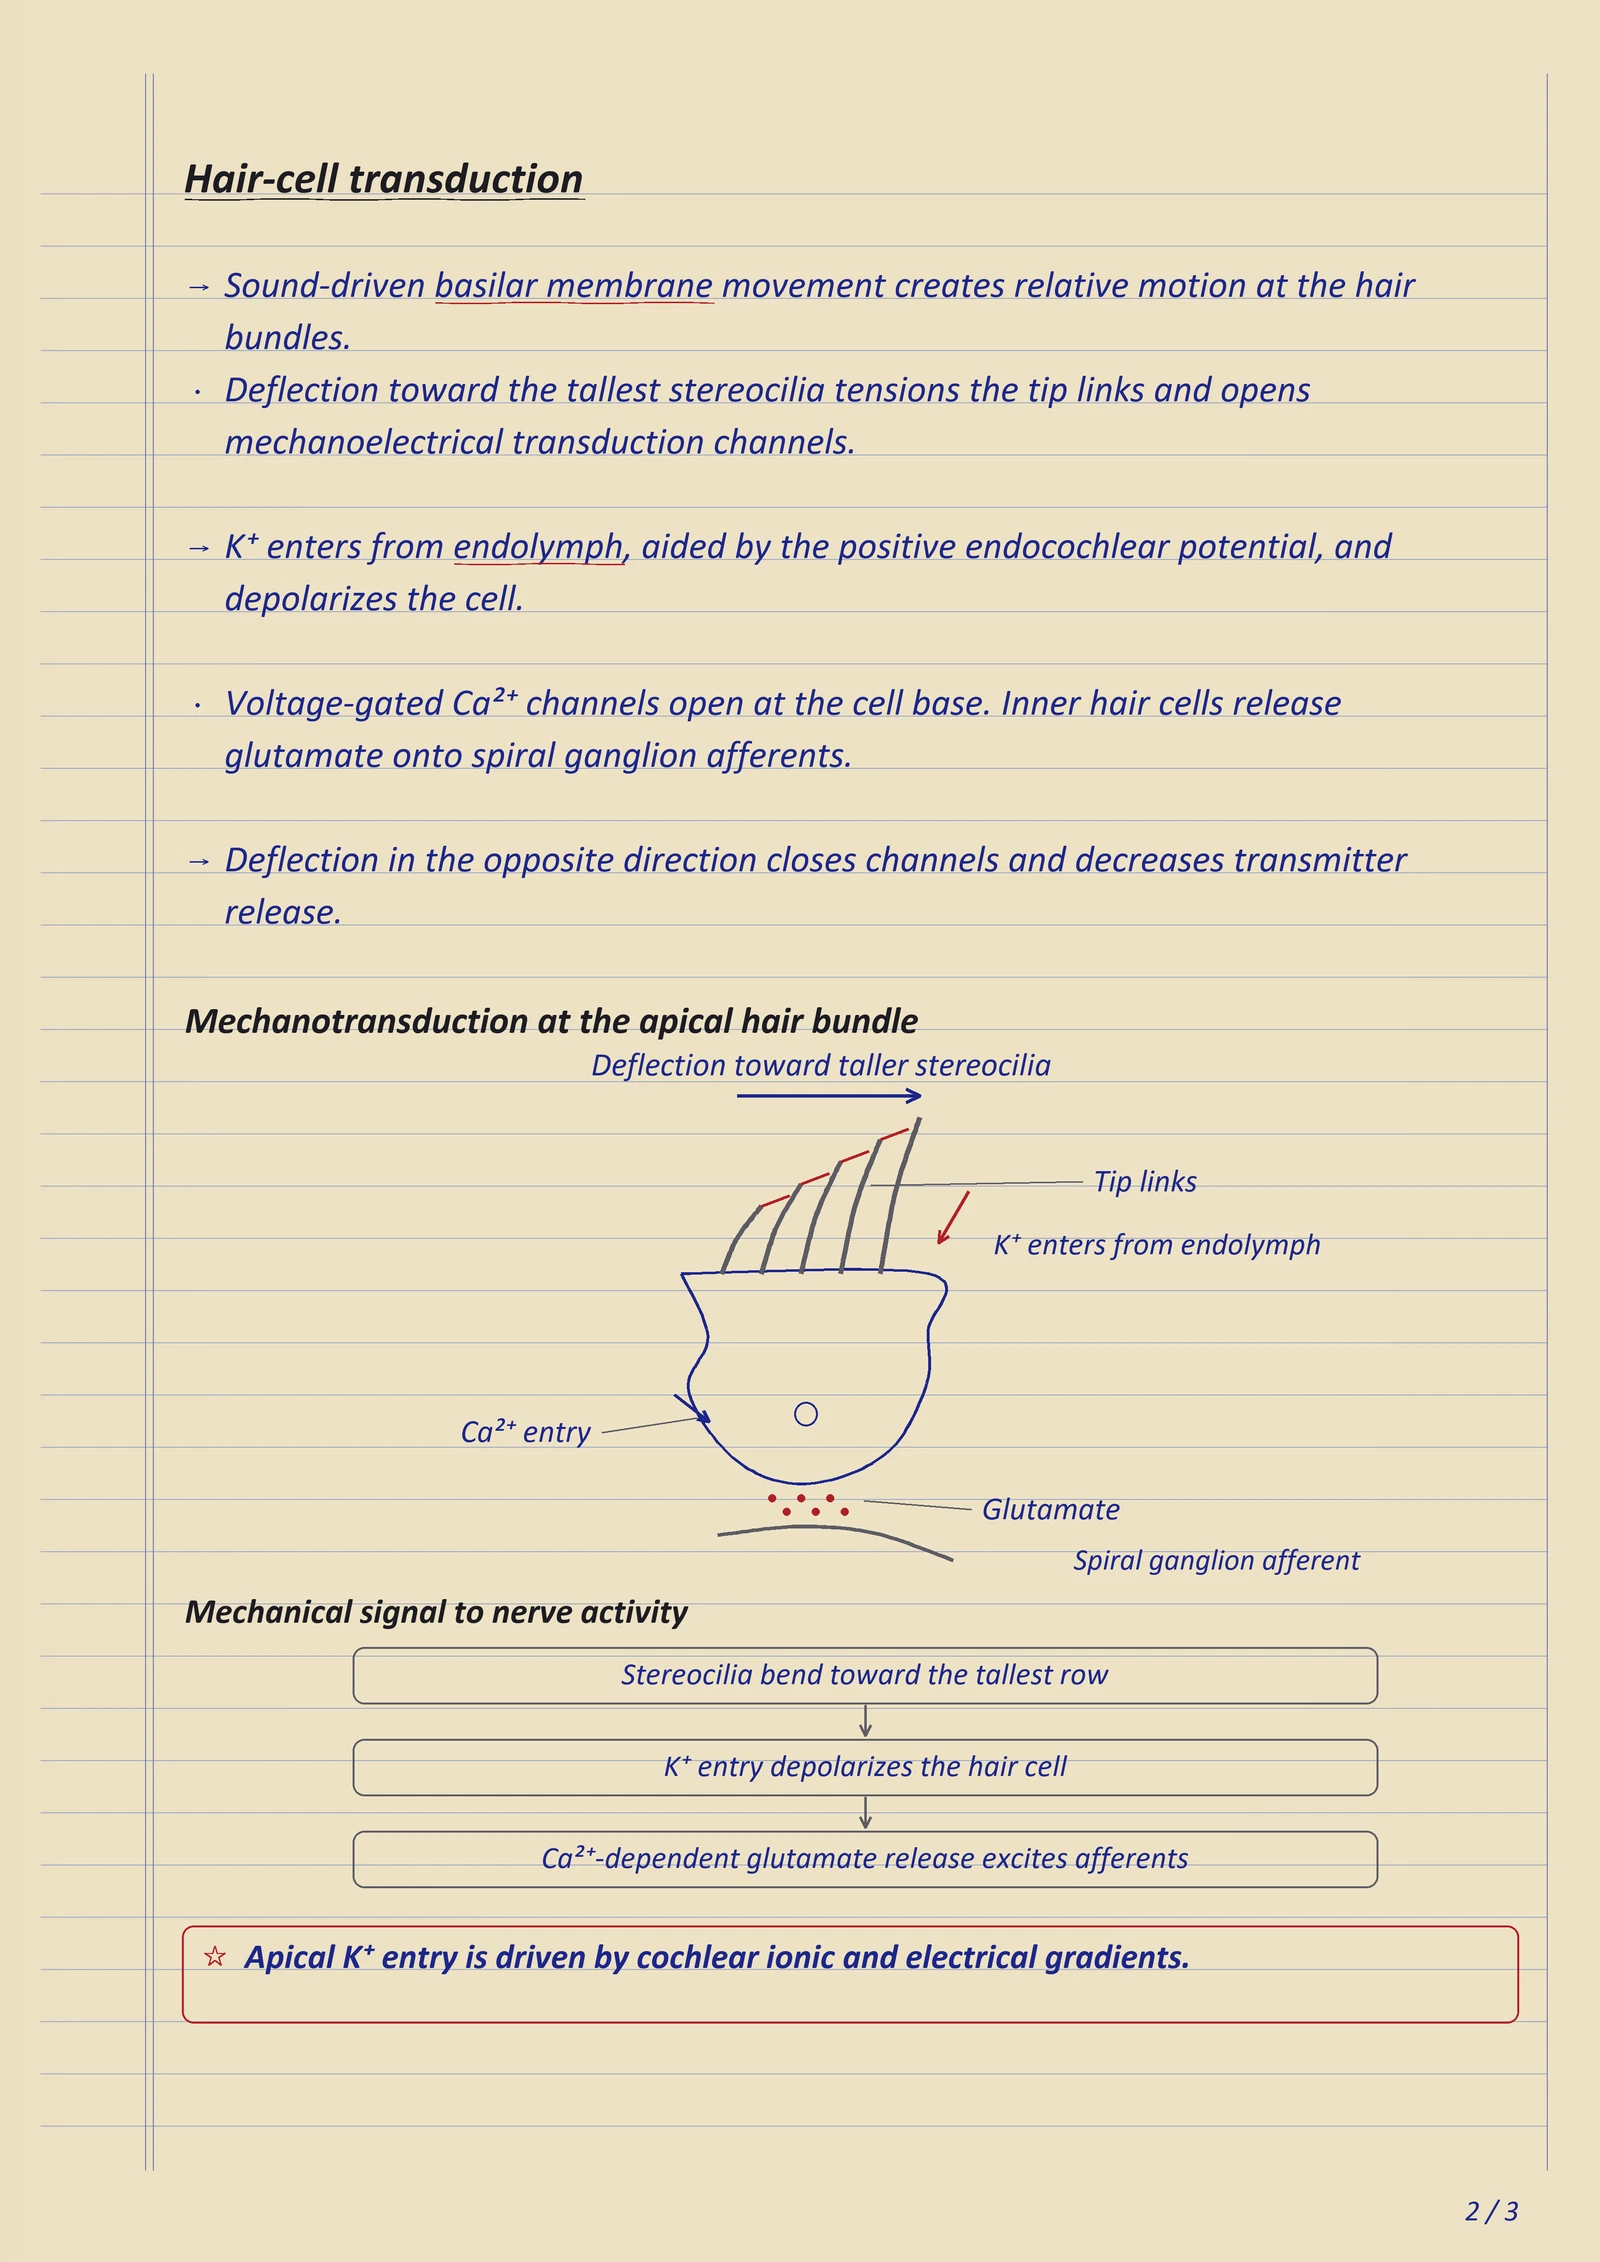 Hair-cell transduction
→ Sound-driven basilar membrane movement creates relative motion at the hair
bundles.
· Deflection toward the tallest stereocilia tensions the tip links and opens
mechanoelectrical transduction channels.
→ K⁺ enters from endolymph, aided by the positive endocochlear potential, and
depolarizes the cell.
· Voltage-gated Ca²⁺ channels open at the cell base. Inner hair cells release
glutamate onto spiral ganglion afferents.
→ Deflection in the opposite direction closes channels and decreases transmitter
release.
Mechanotransduction at the apical hair bundle
Deflection toward taller stereocilia
Tip links
K⁺ enters from endolymph
Ca²⁺ entry
Glutamate
Spiral ganglion afferent
Mechanical signal to nerve activity
Stereocilia bend toward the tallest row
K⁺ entry depolarizes the hair cell
Ca²⁺-dependent glutamate release excites afferents
☆ Apical K⁺ entry is driven by cochlear ionic and electrical gradients.
2 / 3